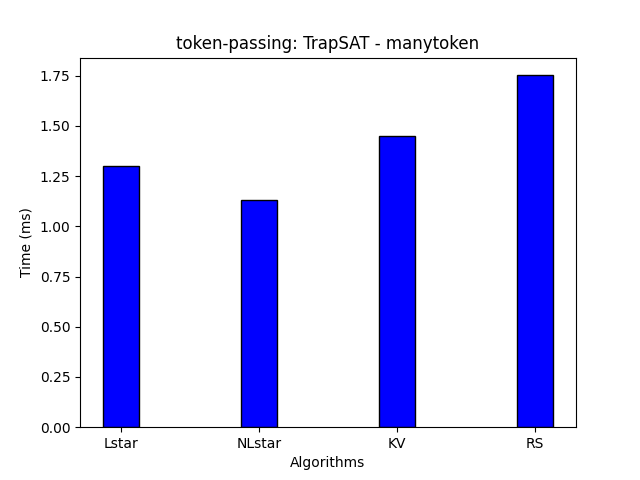 token-passing: TrapSAT - manytoken
1.75
1.50
1.25
1.00
0.75
0.50
0.25
0.00
Time (ms)
Lstar NLstar KV RS
Algorithms